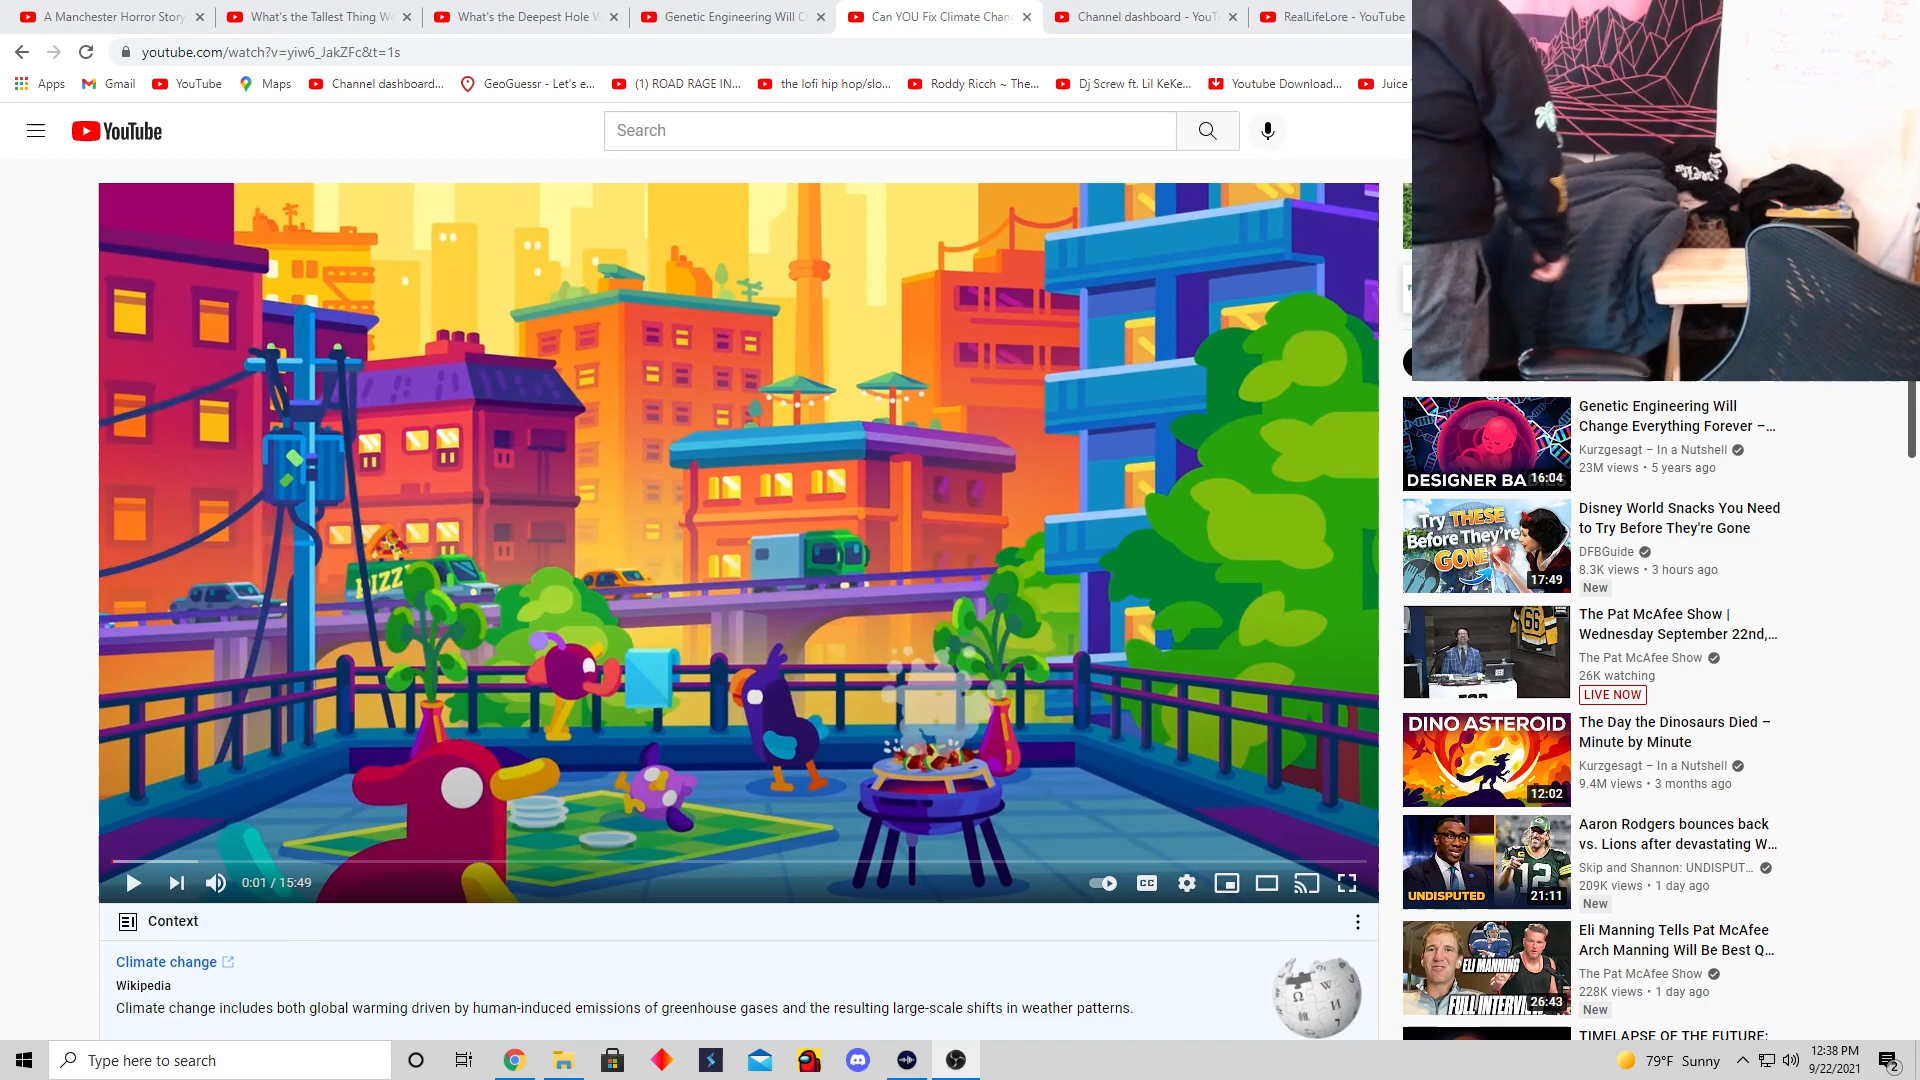 A Manchester Horror Story
What's the Tallest Thing We
What's the Deepest Hole W
Genetic Engineering Will C
Can YOU Fix Climate Chan
Channel dashboard - YouT
RealLifeLore - YouTube
youtube.com/watch?v=yiw6_JakZFc&t=1s
Apps
Gmail
YouTube
Maps
Channel dashboard...
GeoGuessr - Let's e...
(1) ROAD RAGE IN...
the lofi hip hop/slo...
Roddy Ricch ~ The...
Dj Screw ft. Lil KeKe...
Youtube Download...
Juice
YouTube
Search
PIZZ
0:01 / 15:49
CC
Context
Climate change
Wikipedia
Climate change includes both global warming driven by human-induced emissions of greenhouse gases and the resulting large-scale shifts in weather patterns.
DESIGNER BA
16:04
Genetic Engineering Will
Change Everything Forever –...
Kurzgesagt – In a Nutshell
23M views • 5 years ago
Try THESE
Before They're
GONE
17:49
Disney World Snacks You Need
to Try Before They're Gone
DFBGuide
8.3K views • 3 hours ago
New
66
The Pat McAfee Show |
Wednesday September 22nd,...
The Pat McAfee Show
26K watching
LIVE NOW
DINO ASTEROID
12:02
The Day the Dinosaurs Died –
Minute by Minute
Kurzgesagt – In a Nutshell
9.4M views • 3 months ago
12
UNDISPUTED
21:11
Aaron Rodgers bounces back
vs. Lions after devastating W...
Skip and Shannon: UNDISPUT...
209K views • 1 day ago
New
ELI MANNING
FULL INTERVI
26:43
Eli Manning Tells Pat McAfee
Arch Manning Will Be Best Q...
The Pat McAfee Show
228K views • 1 day ago
New
TIMELAPSE OF THE FUTURE:
Type here to search
79°F Sunny
12:38 PM
9/22/2021
2